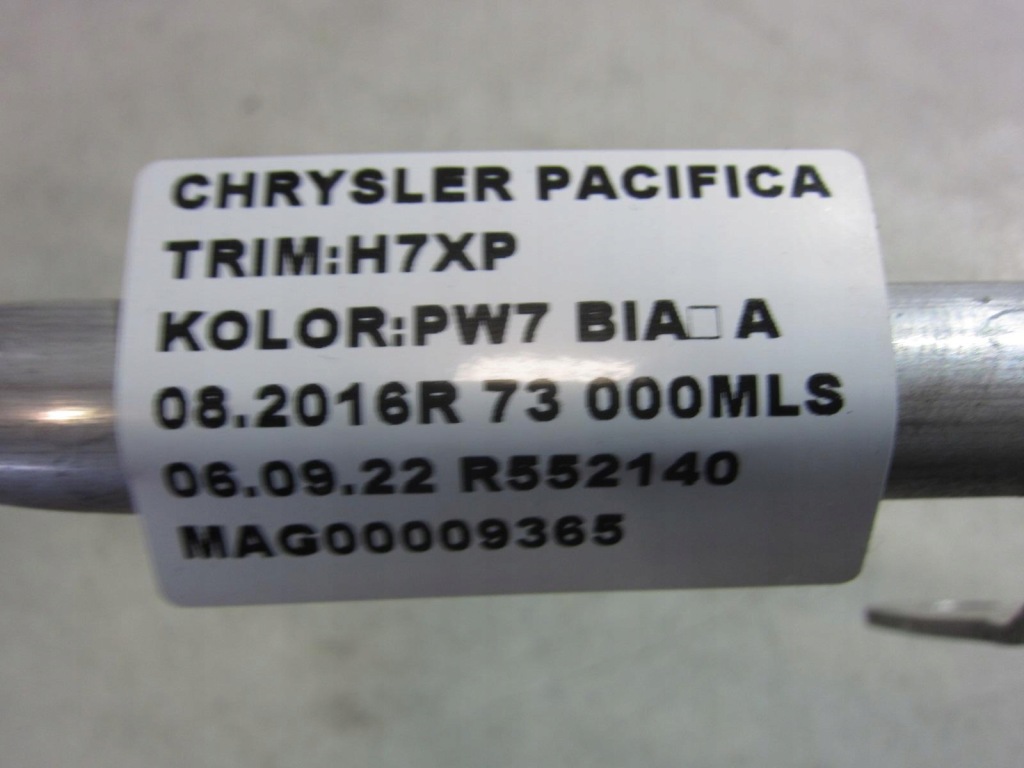 CHRYSLER PACIFICA
TRIM:H7XP
KOLOR:PW7 BIA□ A
08.2016R 73 000MLS
06.09.22 R552140
MAG00009365